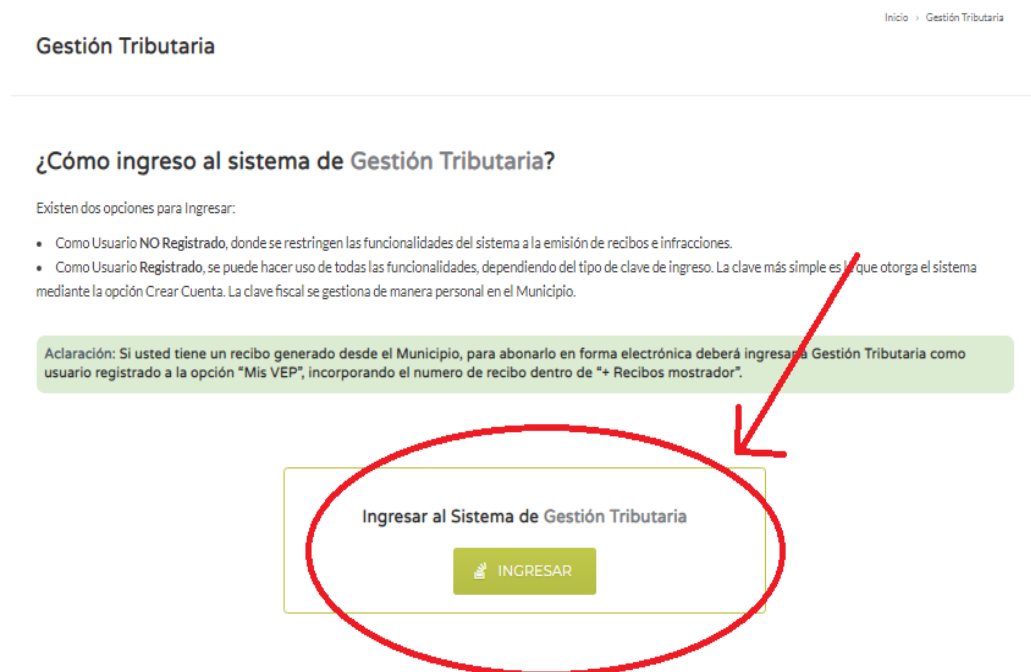 Inicio › Gestión Tributaria
Gestión Tributaria
¿Cómo ingreso al sistema de Gestión Tributaria?
Existen dos opciones para Ingresar:
• Como Usuario NO Registrado, donde se restringen las funcionalidades del sistema a la emisión de recibos e infracciones.
• Como Usuario Registrado, se puede hacer uso de todas las funcionalidades, dependiendo del tipo de clave de ingreso. La clave más simple es la que otorga el sistema
mediante la opción Crear Cuenta. La clave fiscal se gestiona de manera personal en el Municipio.
Aclaración: Si usted tiene un recibo generado desde el Municipio, para abonarlo en forma electrónica deberá ingresar a Gestión Tributaria como
usuario registrado a la opción “Mis VEP”, incorporando el numero de recibo dentro de “+ Recibos mostrador”.
Ingresar al Sistema de Gestión Tributaria
INGRESAR